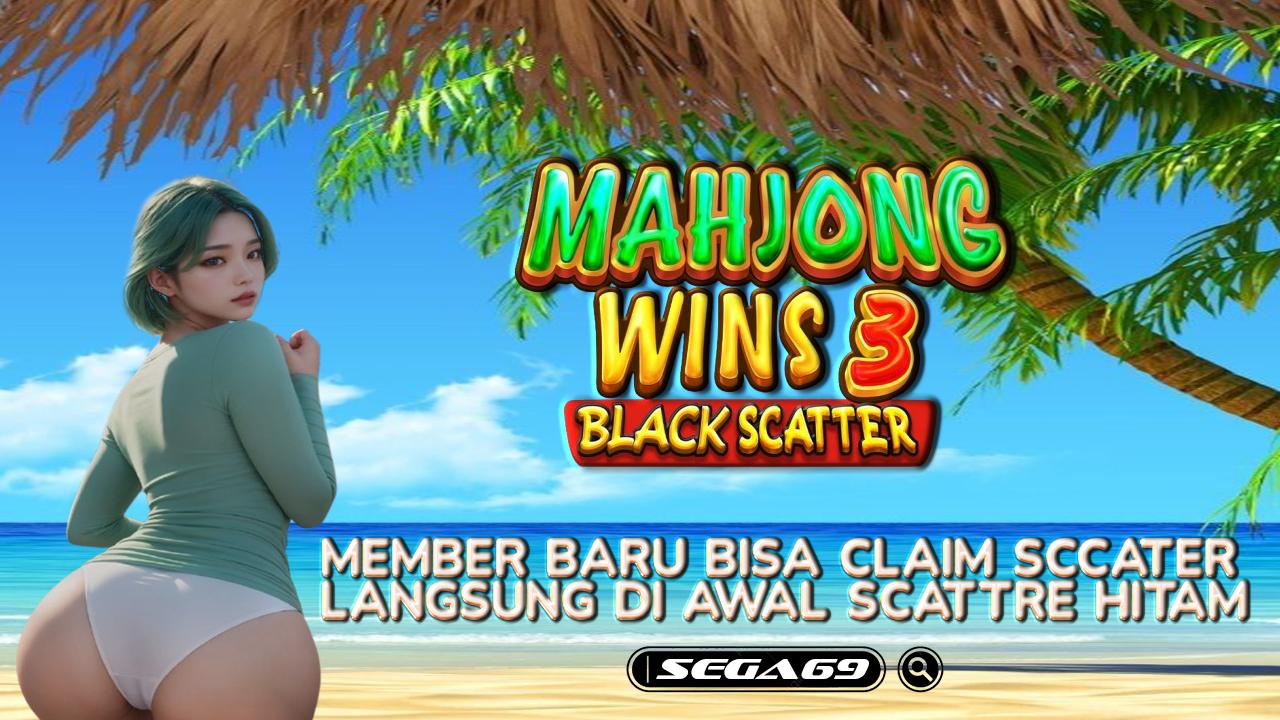 MAHJONG
WINS 3
BLACK SCATTER
MEMBER BARU BISA CLAIM SCCATER
LANGSUNG DI AWAL SCATTRE HITAM
SEGA69